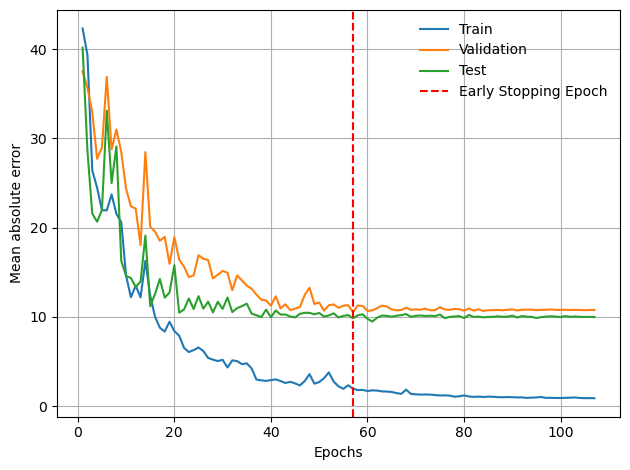 Train
Validation
Test
Early Stopping Epoch
Mean absolute error
40
30
20
10
0
0 20 40 60 80 100
Epochs